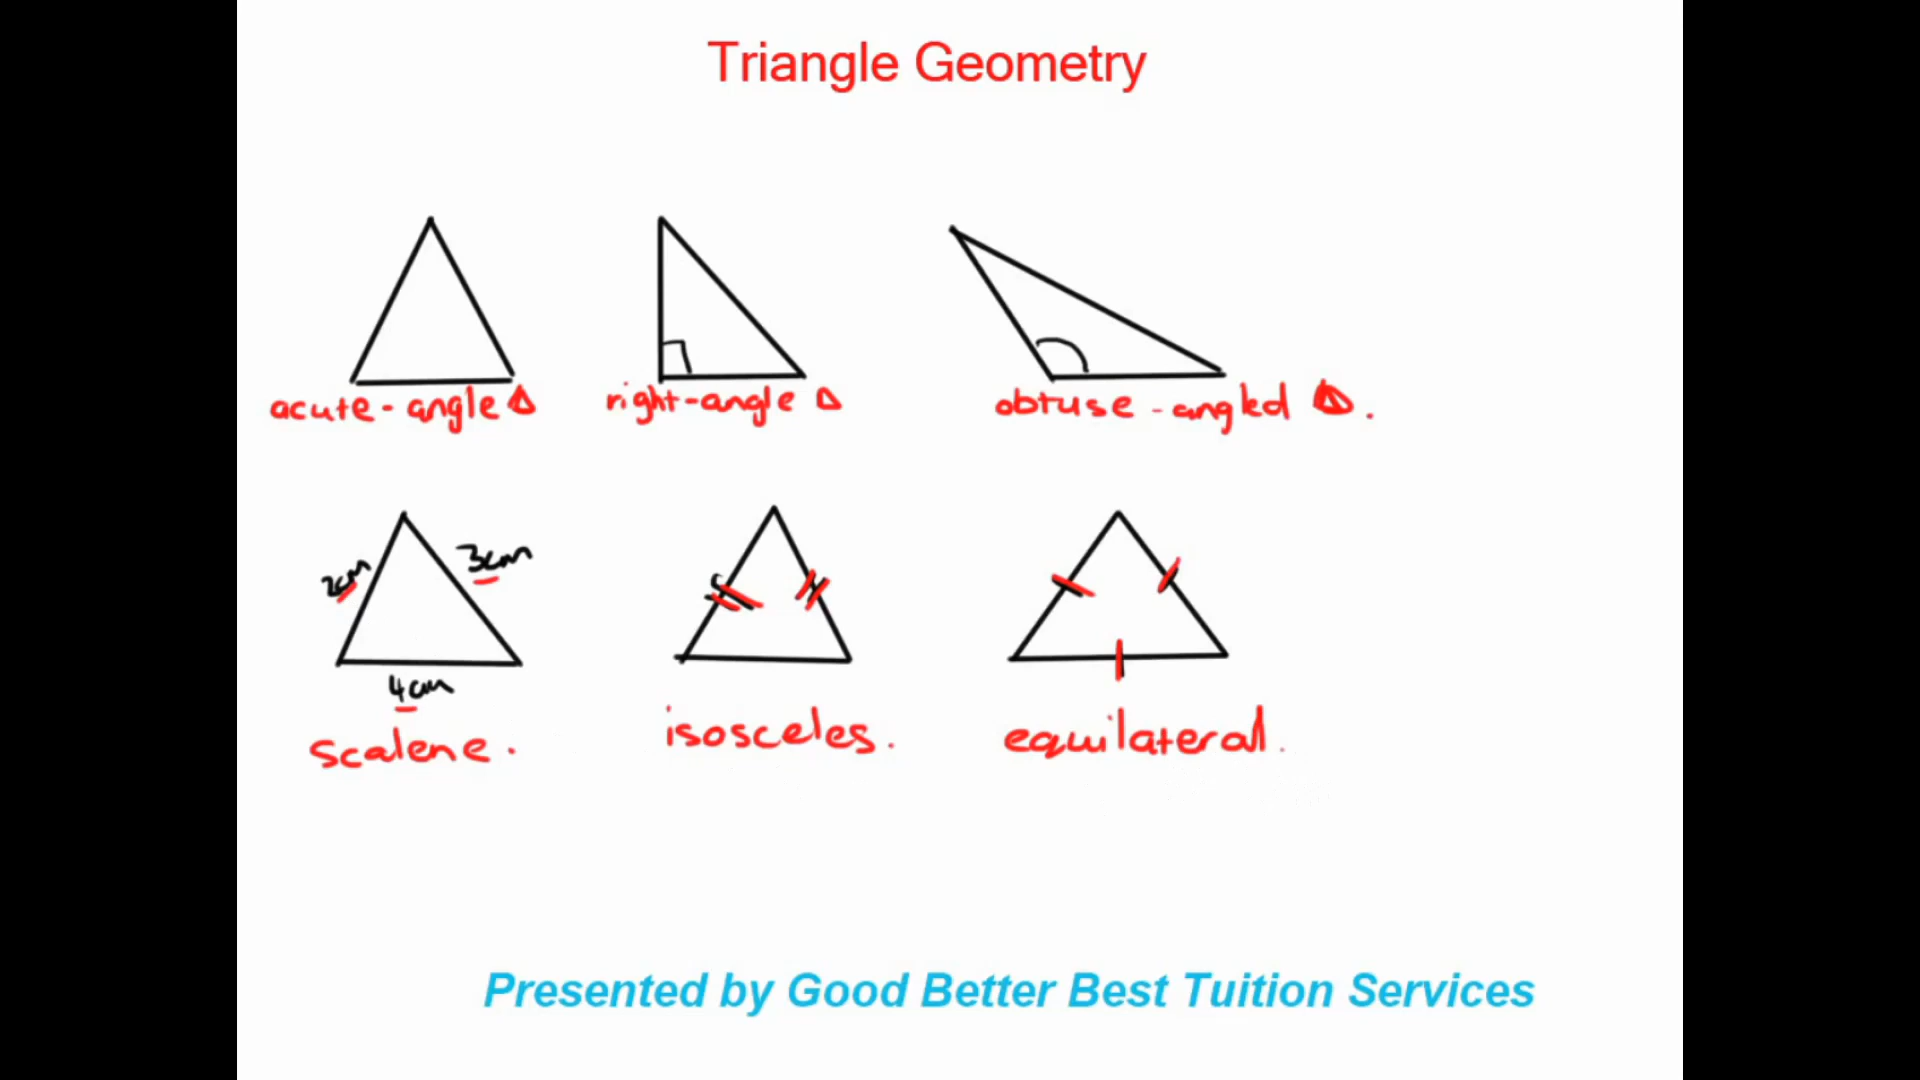 Triangle Geometry
acute-angle Δ
right-angle Δ
obtuse-angled Δ.
2cm
3cm
4cm
scalene.
isosceles.
equilateral.
Presented by Good Better Best Tuition Services